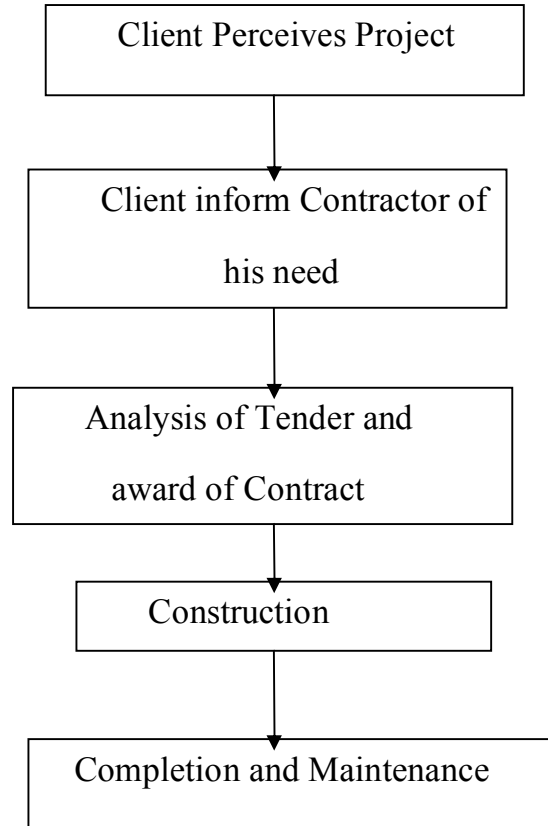 Client Perceives Project
Client inform Contractor of
his need
Analysis of Tender and
award of Contract
Construction
Completion and Maintenance